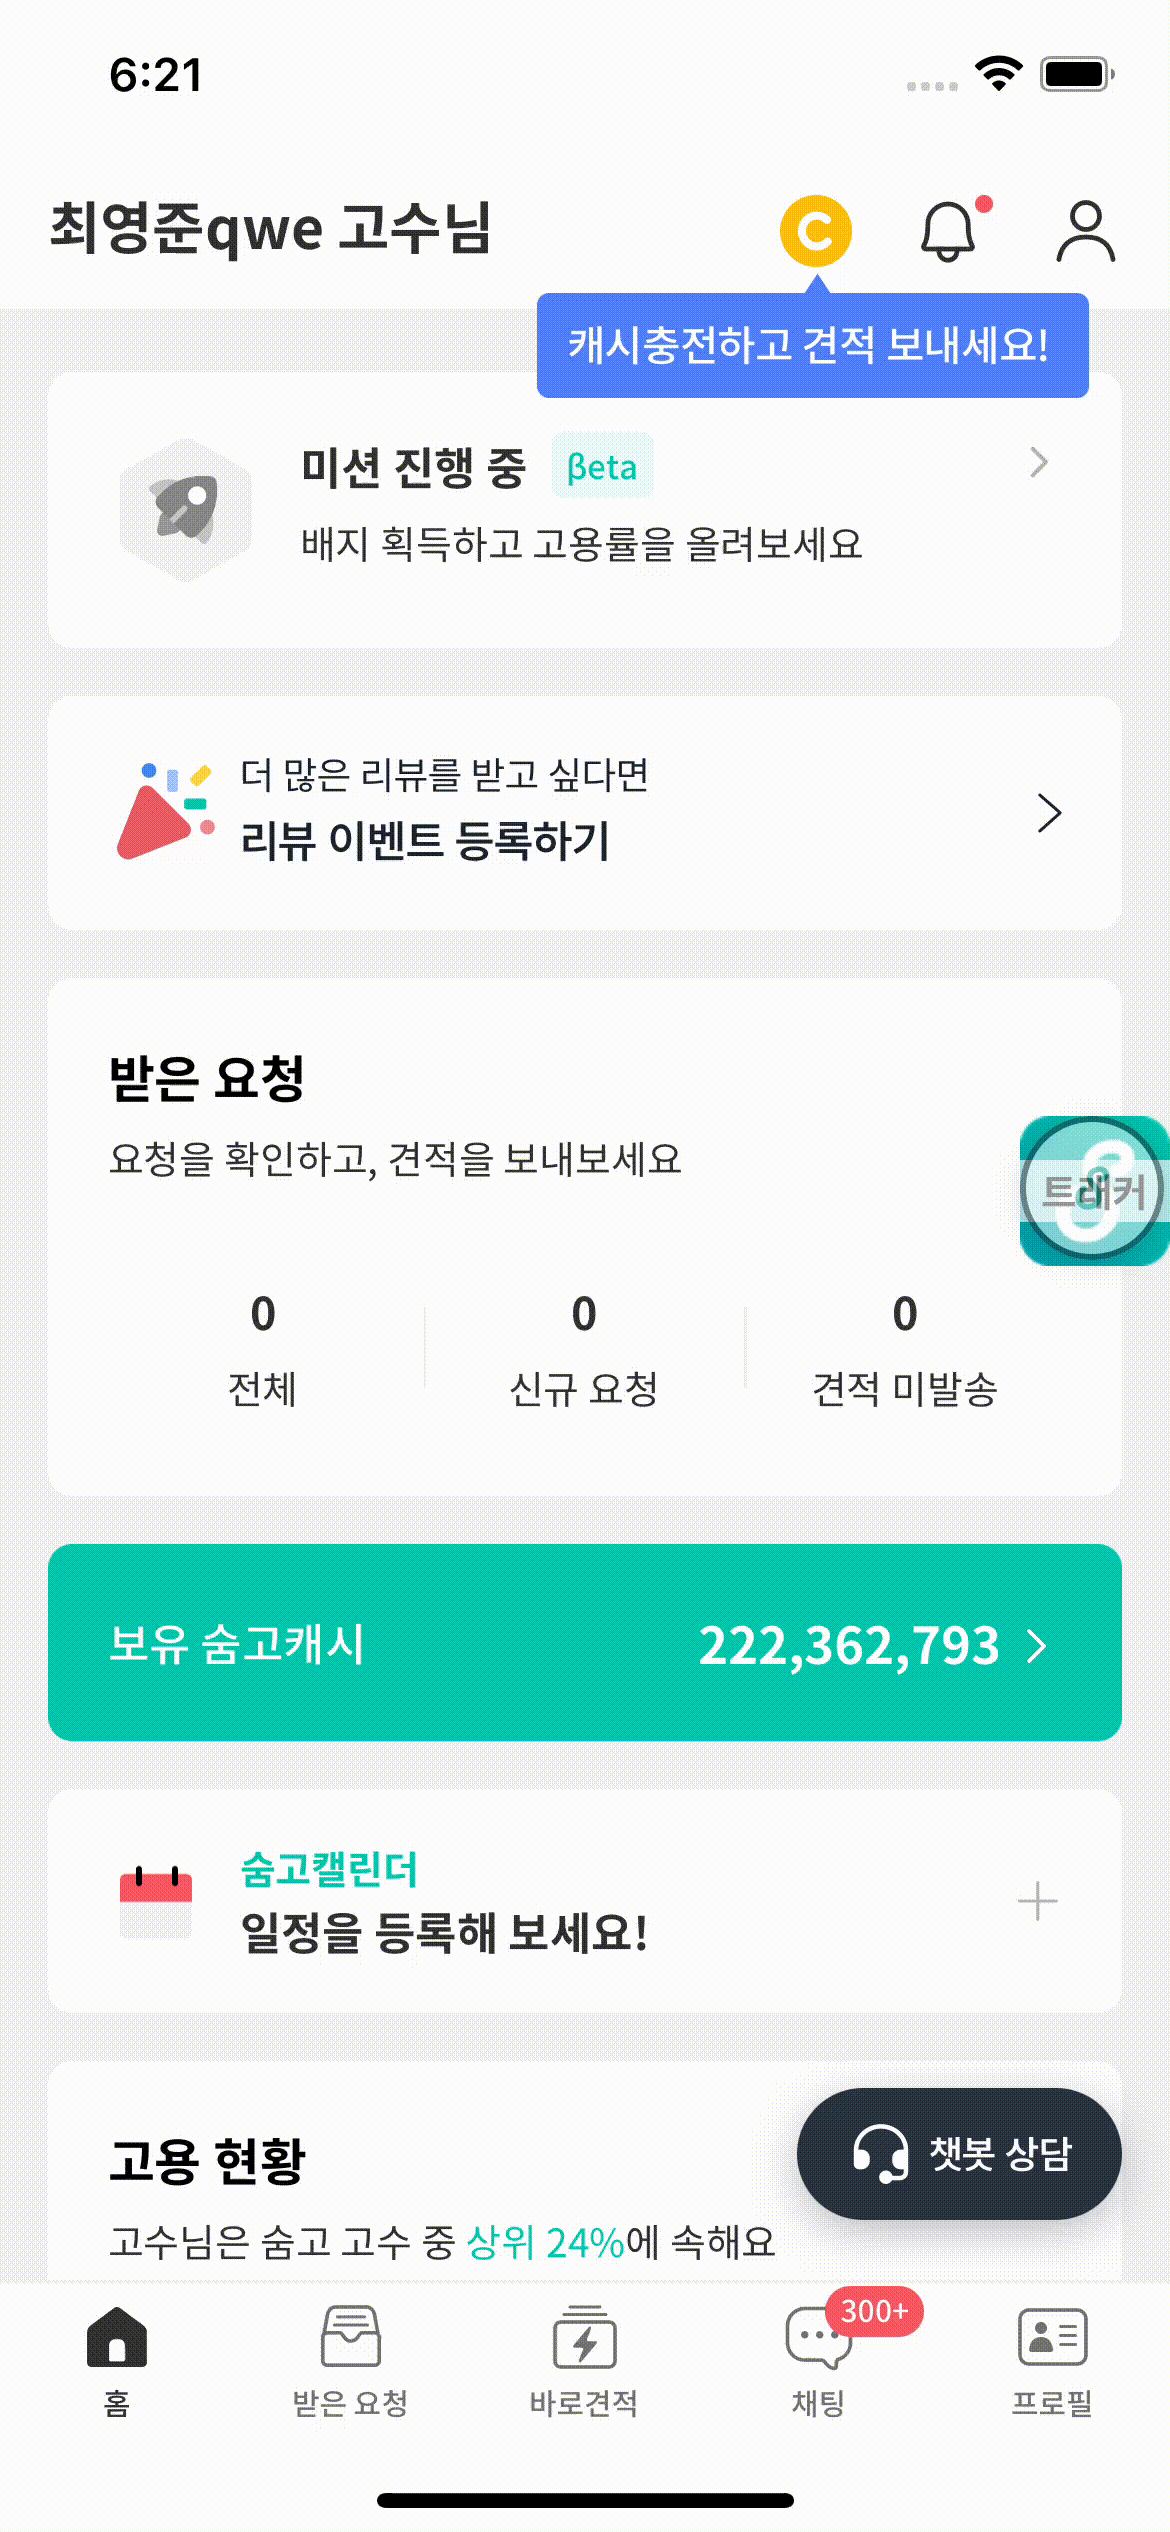 6:21
최영준qwe 고수님
캐시충전하고 견적 보내세요!
미션 진행 중 βeta
배지 획득하고 고용률을 올려보세요
더 많은 리뷰를 받고 싶다면
리뷰 이벤트 등록하기
받은 요청
요청을 확인하고, 견적을 보내보세요
트래커
0 0 0
전체 신규 요청 견적 미발송
보유 숨고캐시 222,362,793
숨고캘린더
일정을 등록해 보세요!
고용 현황
챗봇 상담
고수님은 숨고 고수 중 상위 24%에 속해요
300+
홈 받은 요청 바로견적 채팅 프로필